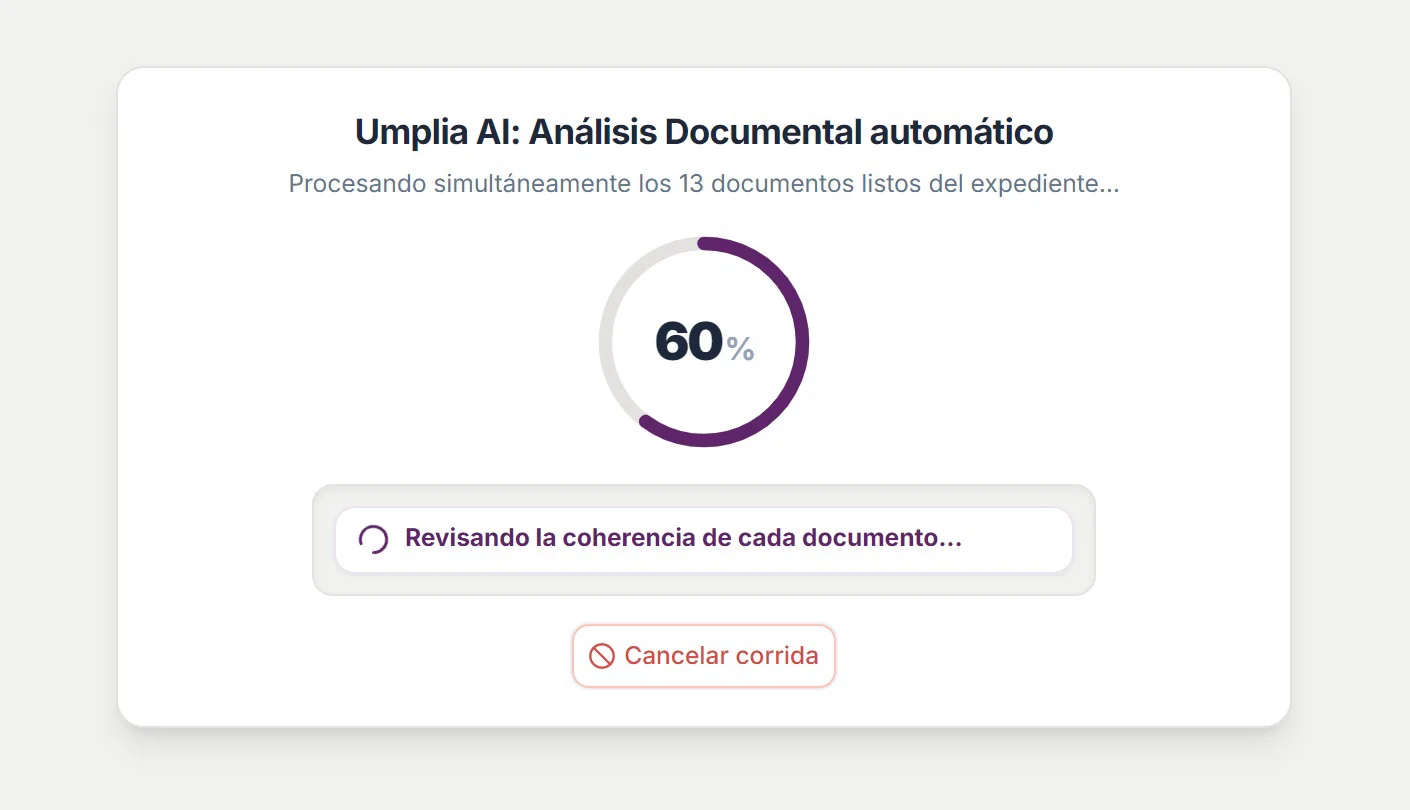 Umplia AI: Análisis Documental automático
Procesando simultáneamente los 13 documentos listos del expediente...
60%
Revisando la coherencia de cada documento...
Cancelar corrida